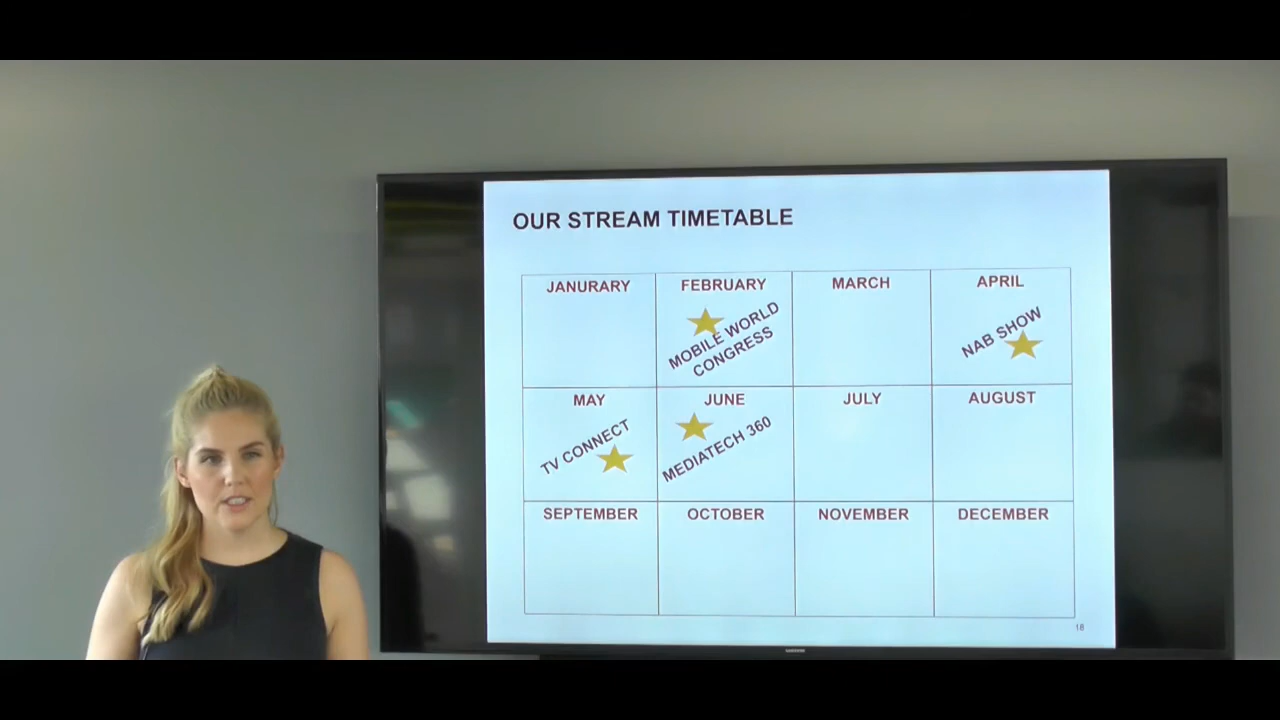 OUR STREAM TIMETABLE
JANURARY
FEBRUARY
MARCH
APRIL
MOBILE WORLD
CONGRESS
NAB SHOW
MAY
JUNE
JULY
AUGUST
TV CONNECT
MEDIATECH 360
SEPTEMBER
OCTOBER
NOVEMBER
DECEMBER
18
SAMSUNG